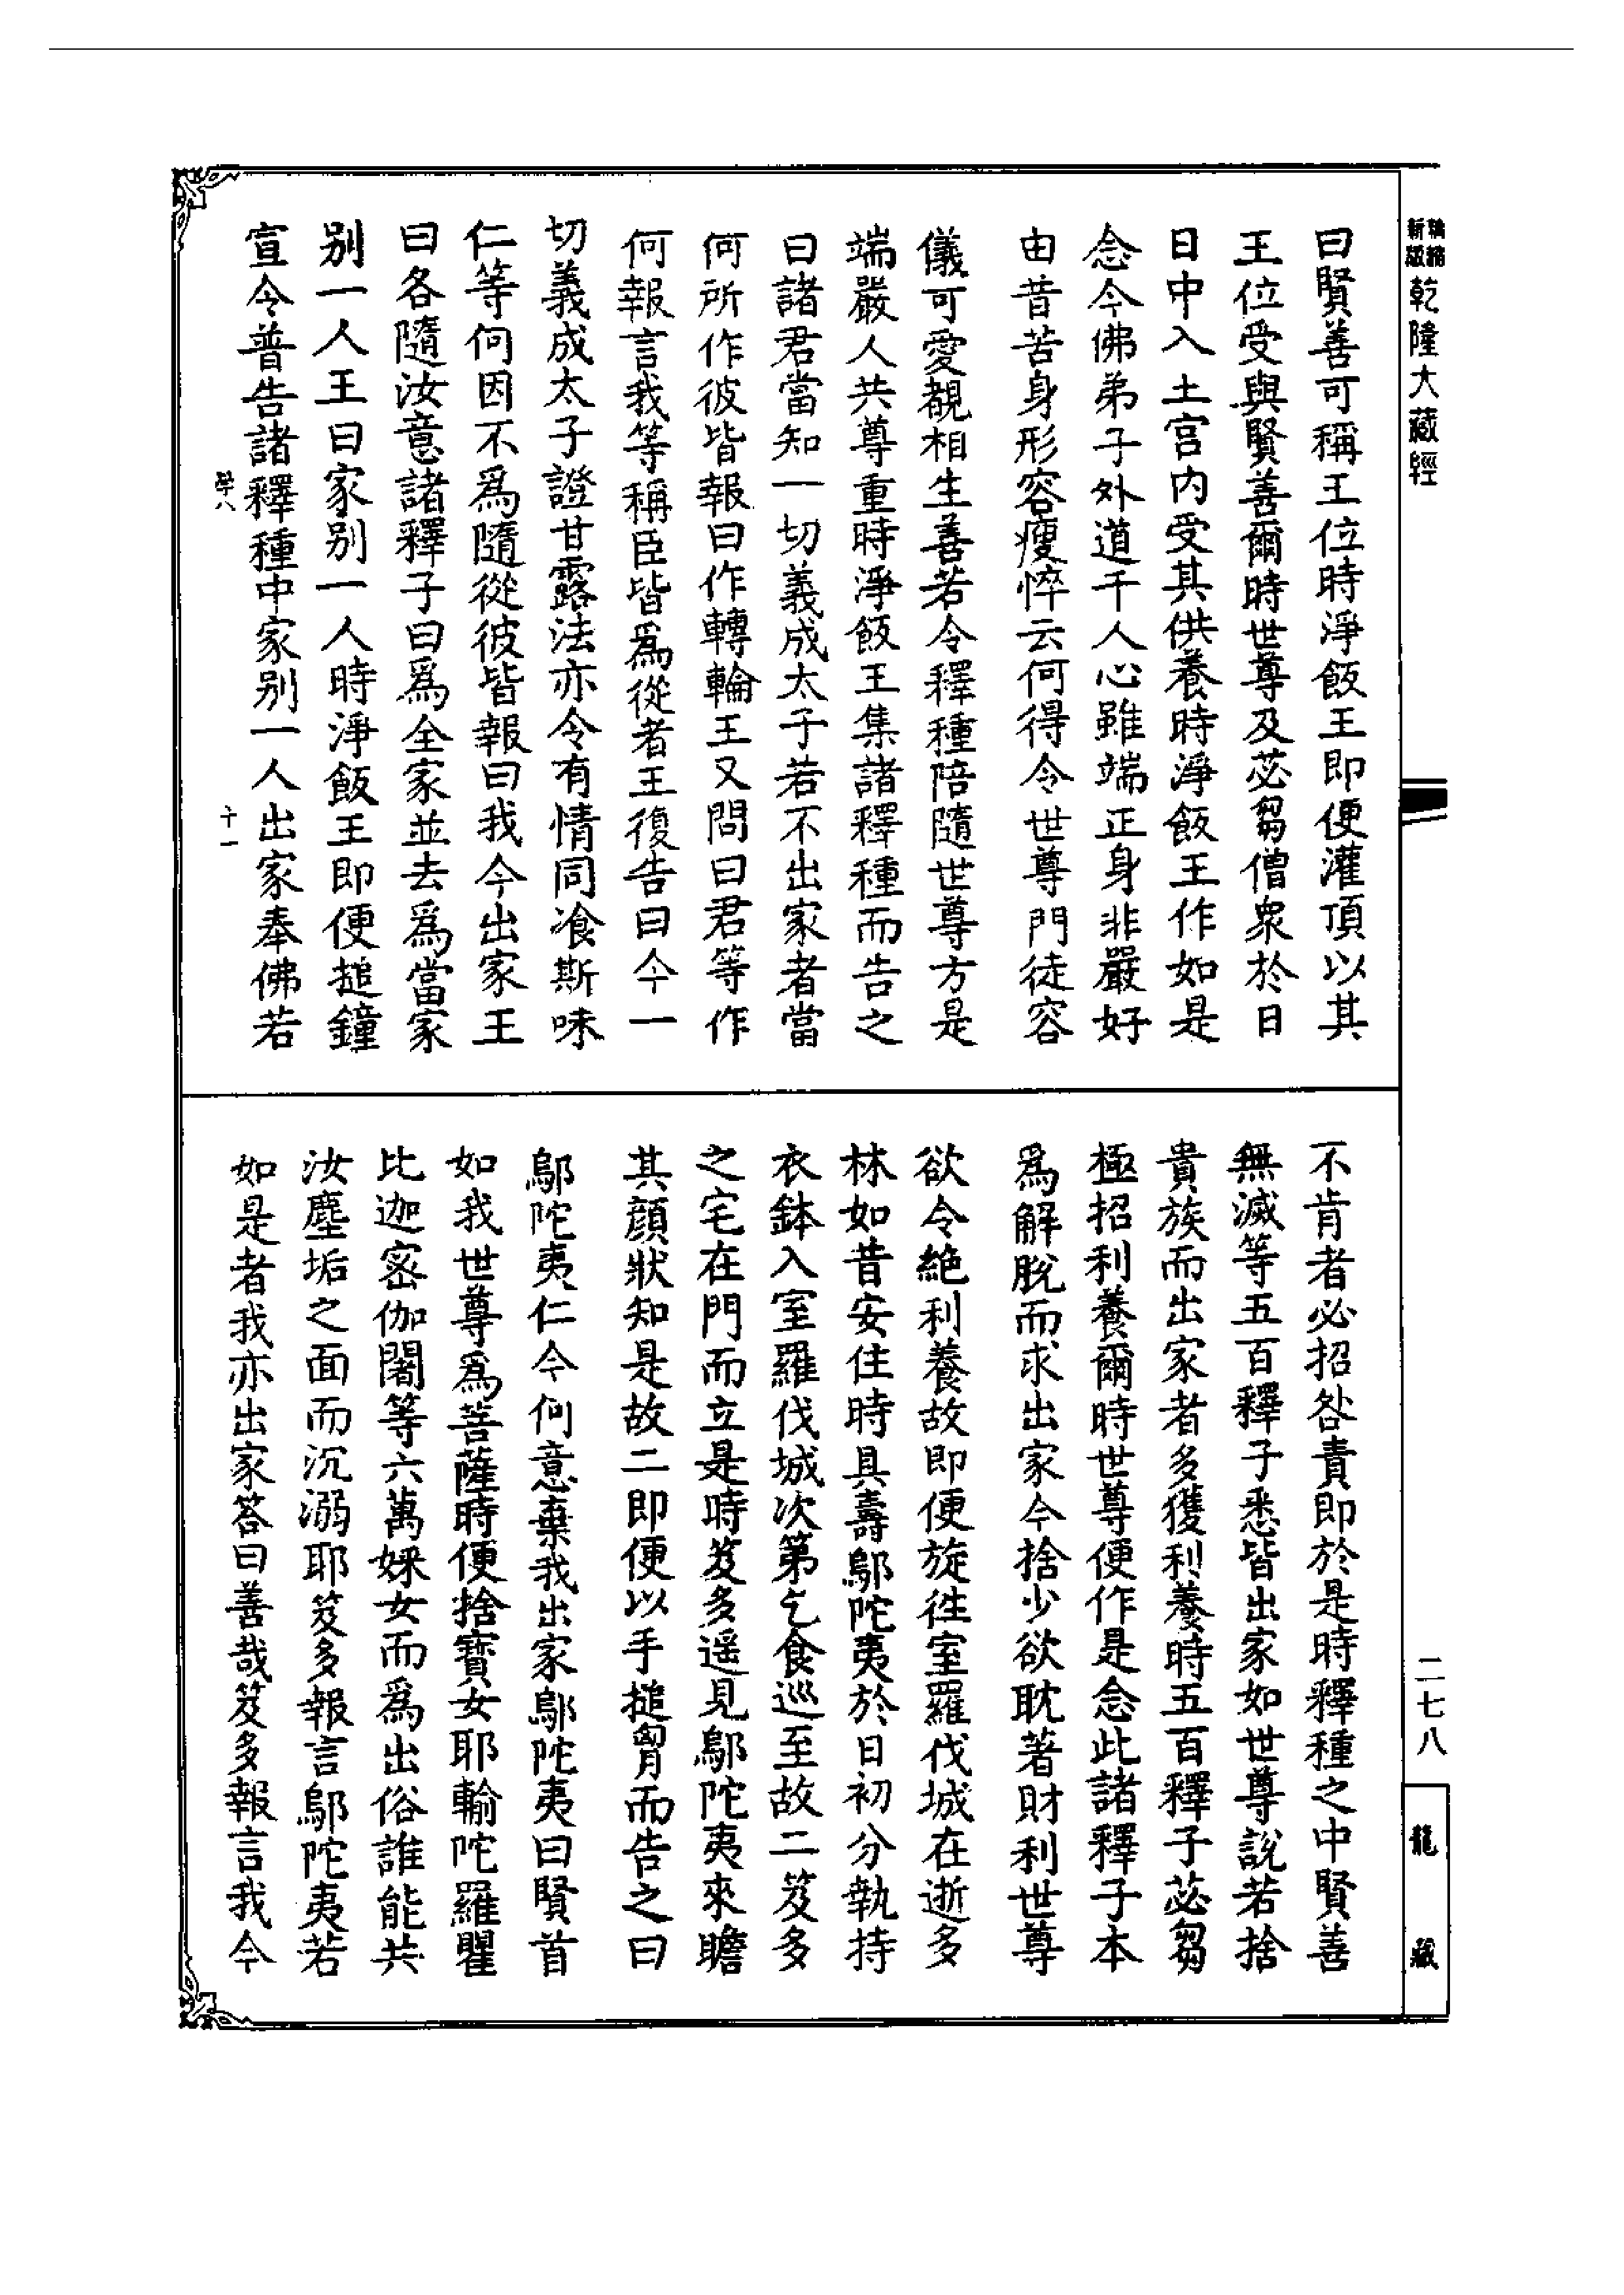 乾隆大藏經
曰賢善可稱王位時淨飯王即便灌頂以其
王位受與賢善爾時世尊及苾芻僧衆於日
日中入土宮內受其供養時淨飯王作如是
念今佛弟子外道千人心雖端正身非嚴好
由昔苦身形容瘦悴云何得令世尊門徒容
儀可愛覩相生善若令釋種陪隨世尊方是
端嚴人共尊重時淨飯王集諸釋種而告之
曰諸君當知一切義成太子若不出家者當
何所作彼皆報曰作轉輪王又問曰君等作
何報言我等稱臣皆爲從者王復告曰今一
切義成太子證甘露法亦令有情同飡斯味
仁等何因不爲隨從彼皆報曰我今出家王
曰各隨汝意諸釋子曰爲全家並去爲當家
别一人王曰家别一人時淨飯王即便搥鐘
宣令普告諸釋種中家别一人出家奉佛若
學八
十一
不肯者必招咎責即於是時釋種之中賢善
無滅等五百釋子悉皆出家如世尊說若捨
貴族而出家者多獲利養時五百釋子苾芻
極招利養爾時世尊便作是念此諸釋子本
爲解脫而求出家今捨少欲耽著財利世尊
欲令絶利養故即便旋徃室羅伐城在逝多
林如昔安住時具壽鄔陀夷於日初分執持
衣鉢入室羅伐城次第乞食巡至故二笈多
之宅在門而立是時笈多遥見鄔陀夷來瞻
其顔狀知是故二即便以手搥胷而告之曰
鄔陀夷仁今何意棄我出家鄔陀夷曰賢首
如我世尊爲菩薩時便捨寶女耶輸陀羅瞿
比迦宻伽闍等六萬婇女而爲出俗誰能共
汝塵垢之面而沉溺耶笈多報言鄔陀夷若
如是者我亦出家答曰善哉笈多報言我今
二七八
龍藏